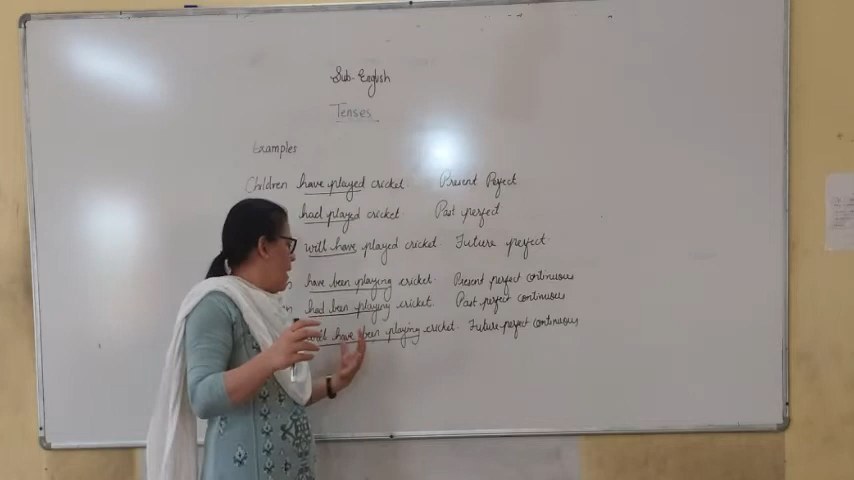 Sub- English
Tenses
Examples
Children have played cricket. Present Perfect
had played cricket Past perfect
will have played cricket. Future perfect.
have been playing cricket. Present perfect continuous
had been playing cricket. Past perfect continuous
will have been playing cricket. Future perfect continuous